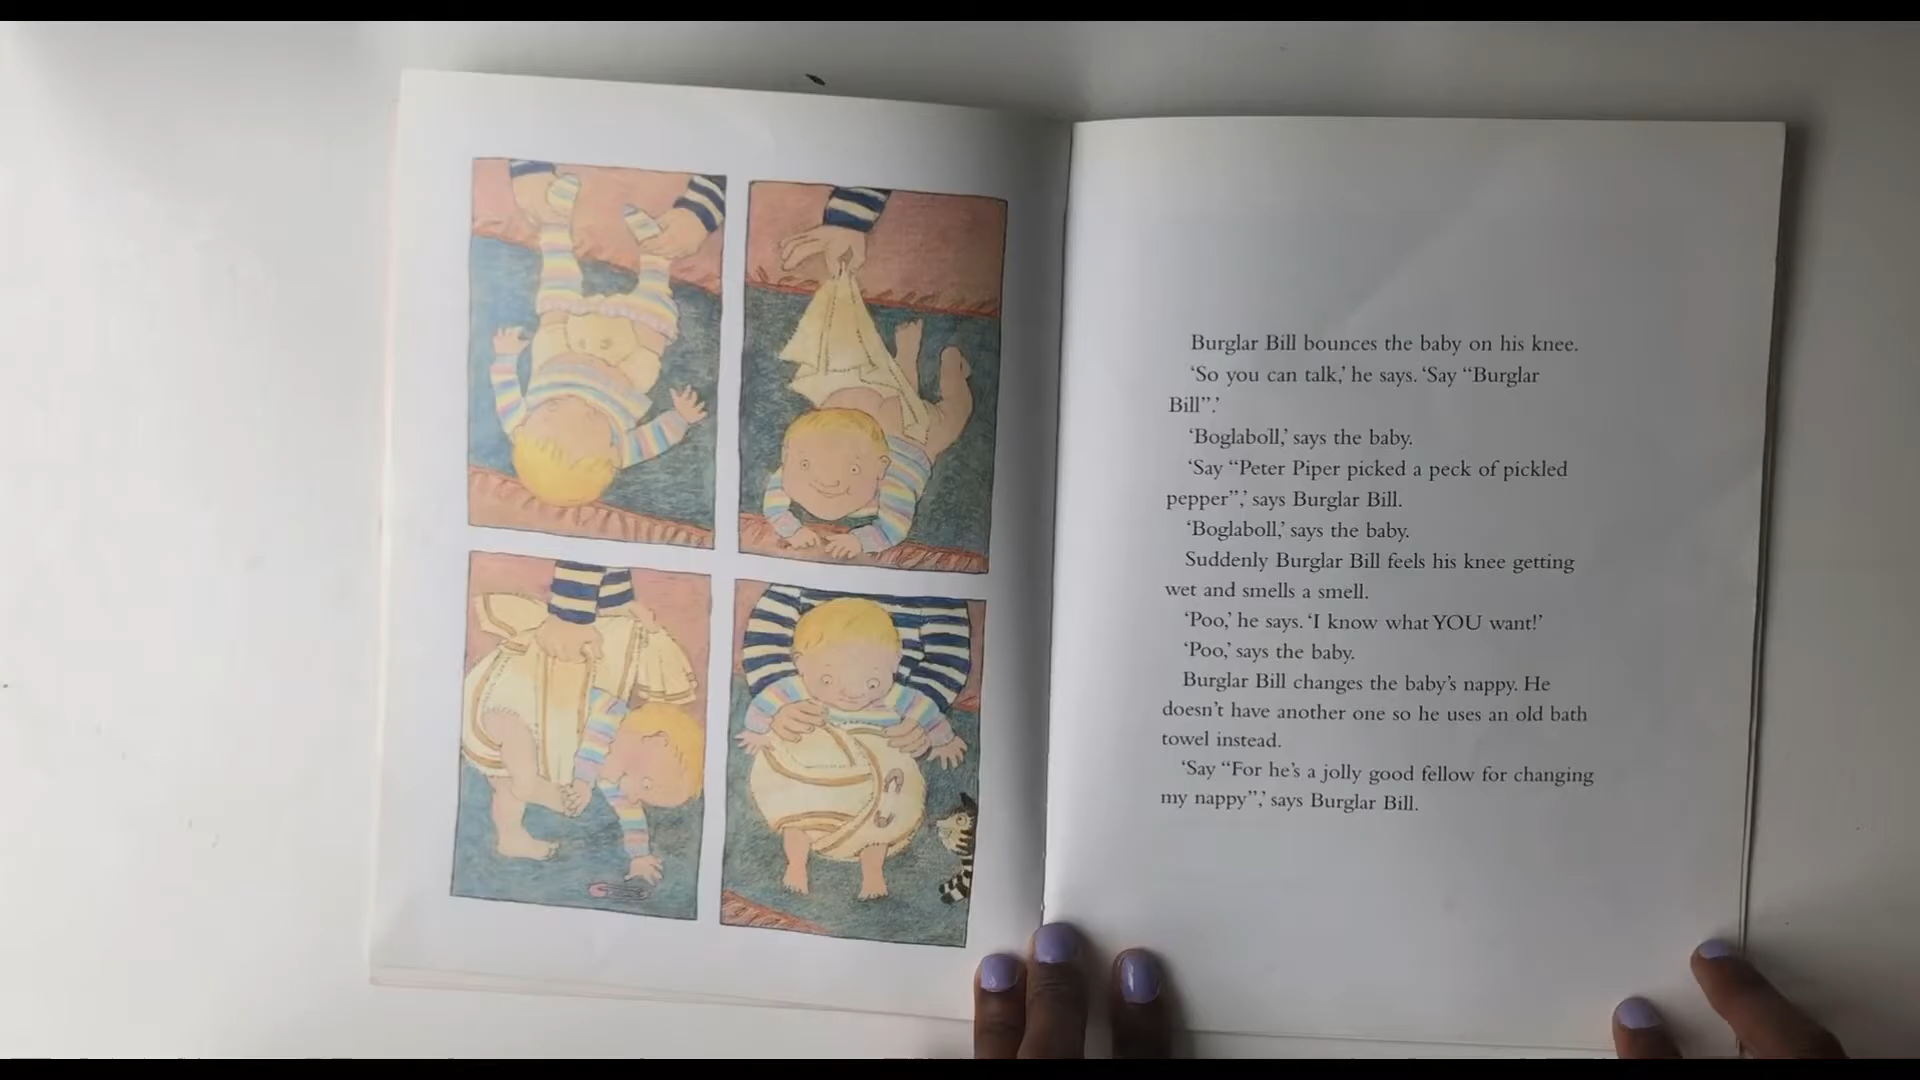 Burglar Bill bounces the baby on his knee.
‘So you can talk,’ he says. ‘Say “Burglar
Bill”.’
‘Boglaboll,’ says the baby.
‘Say “Peter Piper picked a peck of pickled
pepper”,’ says Burglar Bill.
‘Boglaboll,’ says the baby.
Suddenly Burglar Bill feels his knee getting
wet and smells a smell.
‘Poo,’ he says. ‘I know what YOU want!’
‘Poo,’ says the baby.
Burglar Bill changes the baby’s nappy. He
doesn’t have another one so he uses an old bath
towel instead.
‘Say “For he’s a jolly good fellow for changing
my nappy”,’ says Burglar Bill.